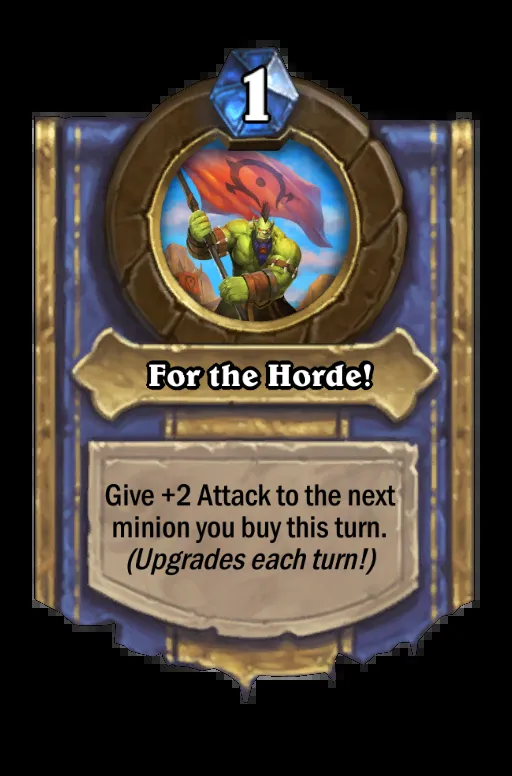 1
For the Horde!
Give +2 Attack to the next
minion you buy this turn.
(Upgrades each turn!)